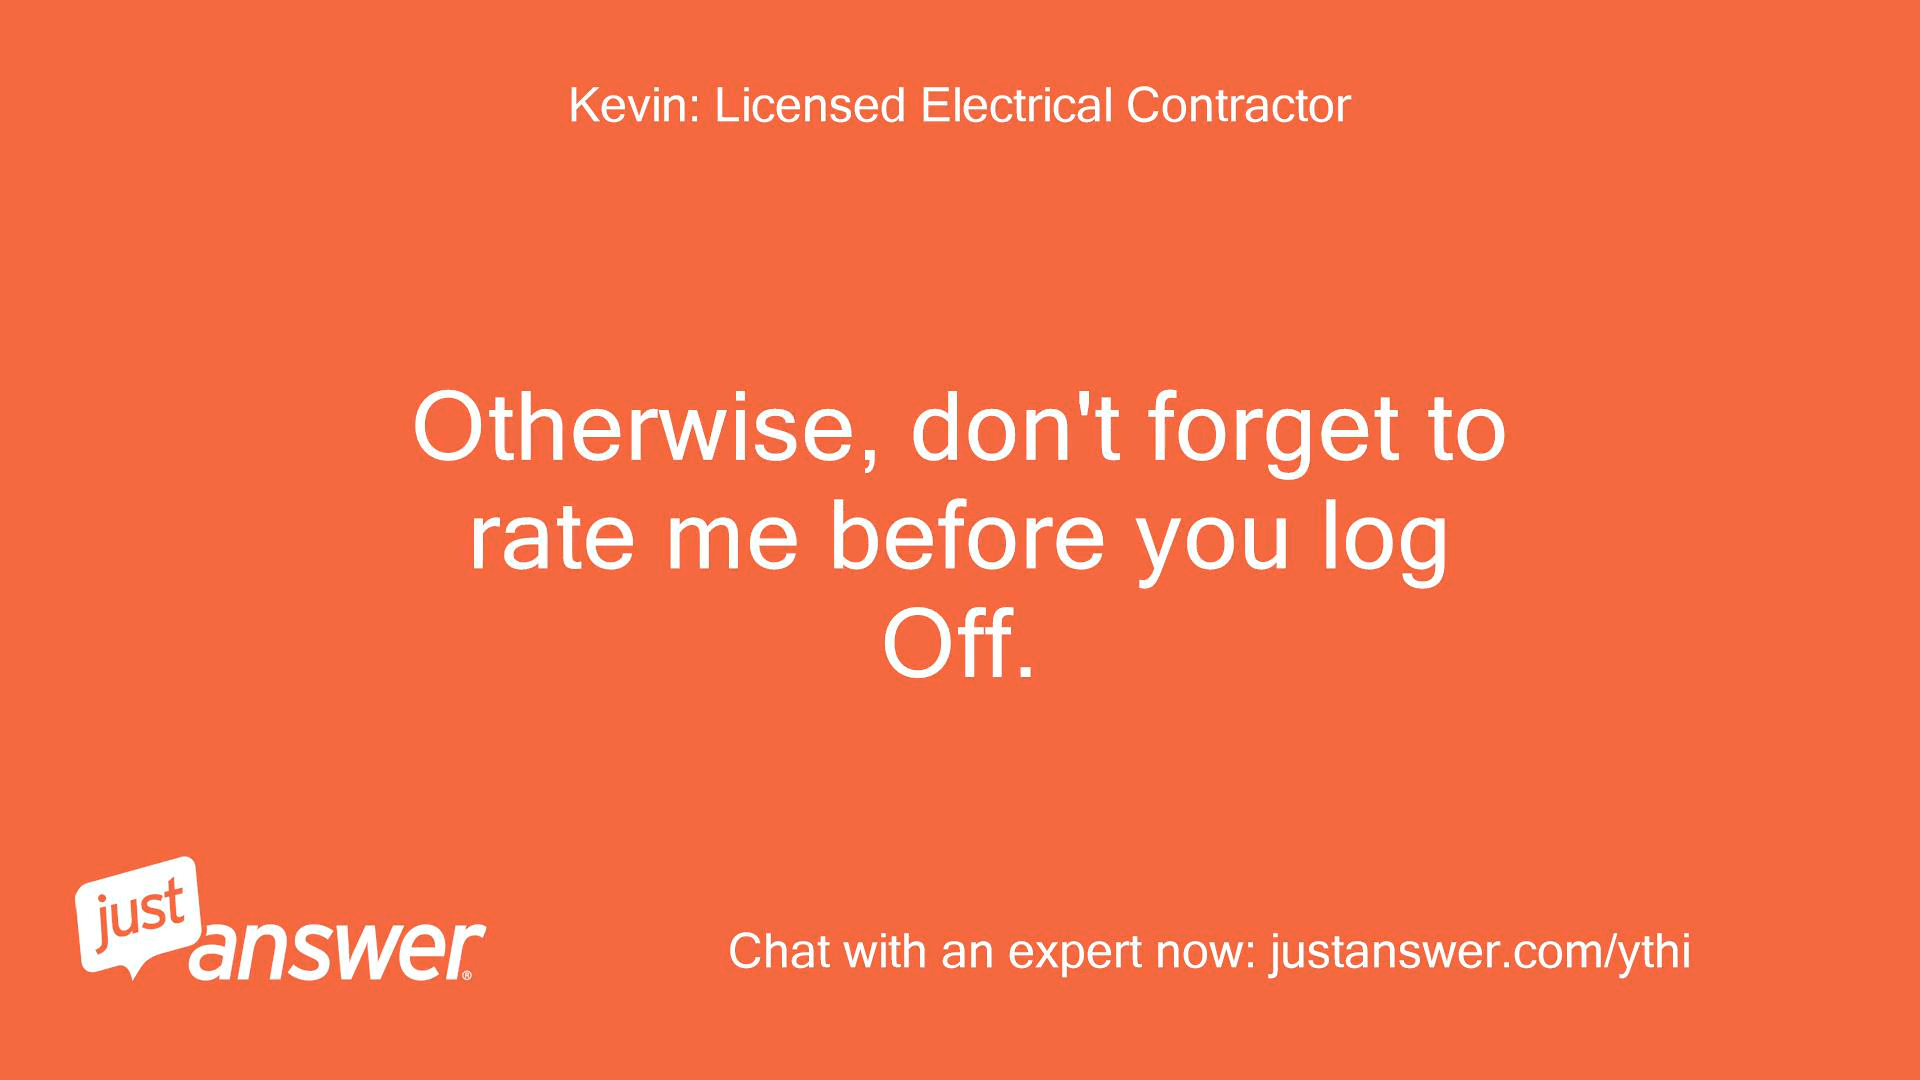 Kevin: Licensed Electrical Contractor
Otherwise, don't forget to
rate me before you log
Off.
just
answer®
Chat with an expert now: justanswer.com/ythi